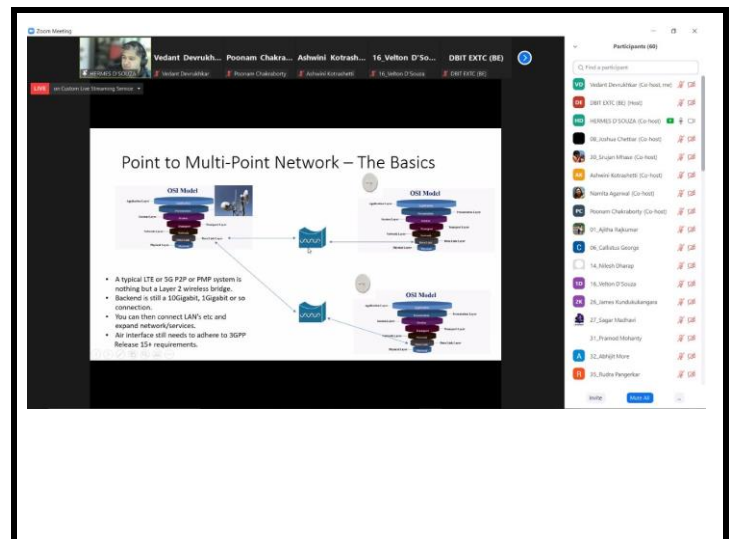 Zoom Meeting
HERMES D'SOUZA
Vedant Devrukh...
Poonam Chakra...
Ashwini Kotrash...
16_Velton D'So...
DBIT EXTC (BE)
Vedant Devrukhkar
Poonam Chakraborty
Ashwini Kotrashetti
16_Velton D'Souza
DBIT EXTC (BE)
LIVE on Custom Live Streaming Service
Point to Multi-Point Network – The Basics
OSI Model
OSI Model
OSI Model
• A typical LTE or 5G P2P or PMP system is
nothing but a Layer 2 wireless bridge.
• Backend is still a 10Gigabit, 1Gigabit or so
connection.
• You can then connect LAN's etc and
expand network/services.
• Air interface still needs to adhere to 3GPP
Release 15+ requirements.
Participants (60)
Find a participant
VD Vedant Devrukhkar (Co-host, me)
DE DBIT EXTC (BE) (Host)
HD HERMES D'SOUZA (Co-host)
08_Joshua Chettiar (Co-host)
30_Srujan Mhase (Co-host)
AK Ashwini Kotrashetti (Co-host)
Namita Agarwal (Co-host)
PC Poonam Chakraborty (Co-host)
01_Ajitha Rajkumar
C 06_Callistus George
14_Nilesh Dharap
16_Velton D'Souza
26_James Kundukulangara
27_Sagar Madhavi
31_Pramod Mohanty
A 32_Abhijit More
R 35_Rudra Pangerkar
Invite
Mute All